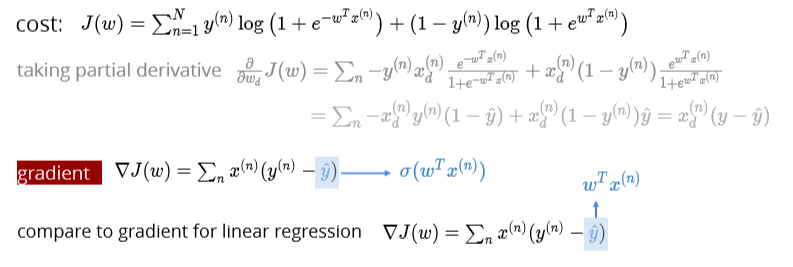 cost: J(w) = ∑_{n=1}^{N} y^{(n)} log (1 + e^{-w^T x^{(n)}}) + (1 − y^{(n)}) log (1 + e^{w^T x^{(n)}})
taking partial derivative ∂/∂w_d J(w) = ∑_n −y^{(n)} x_d^{(n)} e^{-w^T x^{(n)}}/(1+e^{-w^T x^{(n)}}) + x_d^{(n)} (1 − y^{(n)}) e^{w^T x^{(n)}}/(1+e^{w^T x^{(n)}})
= ∑_n −x_d^{(n)} y^{(n)} (1 − ŷ) + x_d^{(n)} (1 − y^{(n)}) ŷ = x_d^{(n)} (y − ŷ)
gradient ∇J(w) = ∑_n x^{(n)} (y^{(n)} − ŷ) → σ(w^T x^{(n)})
w^T x^{(n)}
compare to gradient for linear regression ∇J(w) = ∑_n x^{(n)} (y^{(n)} − ŷ)